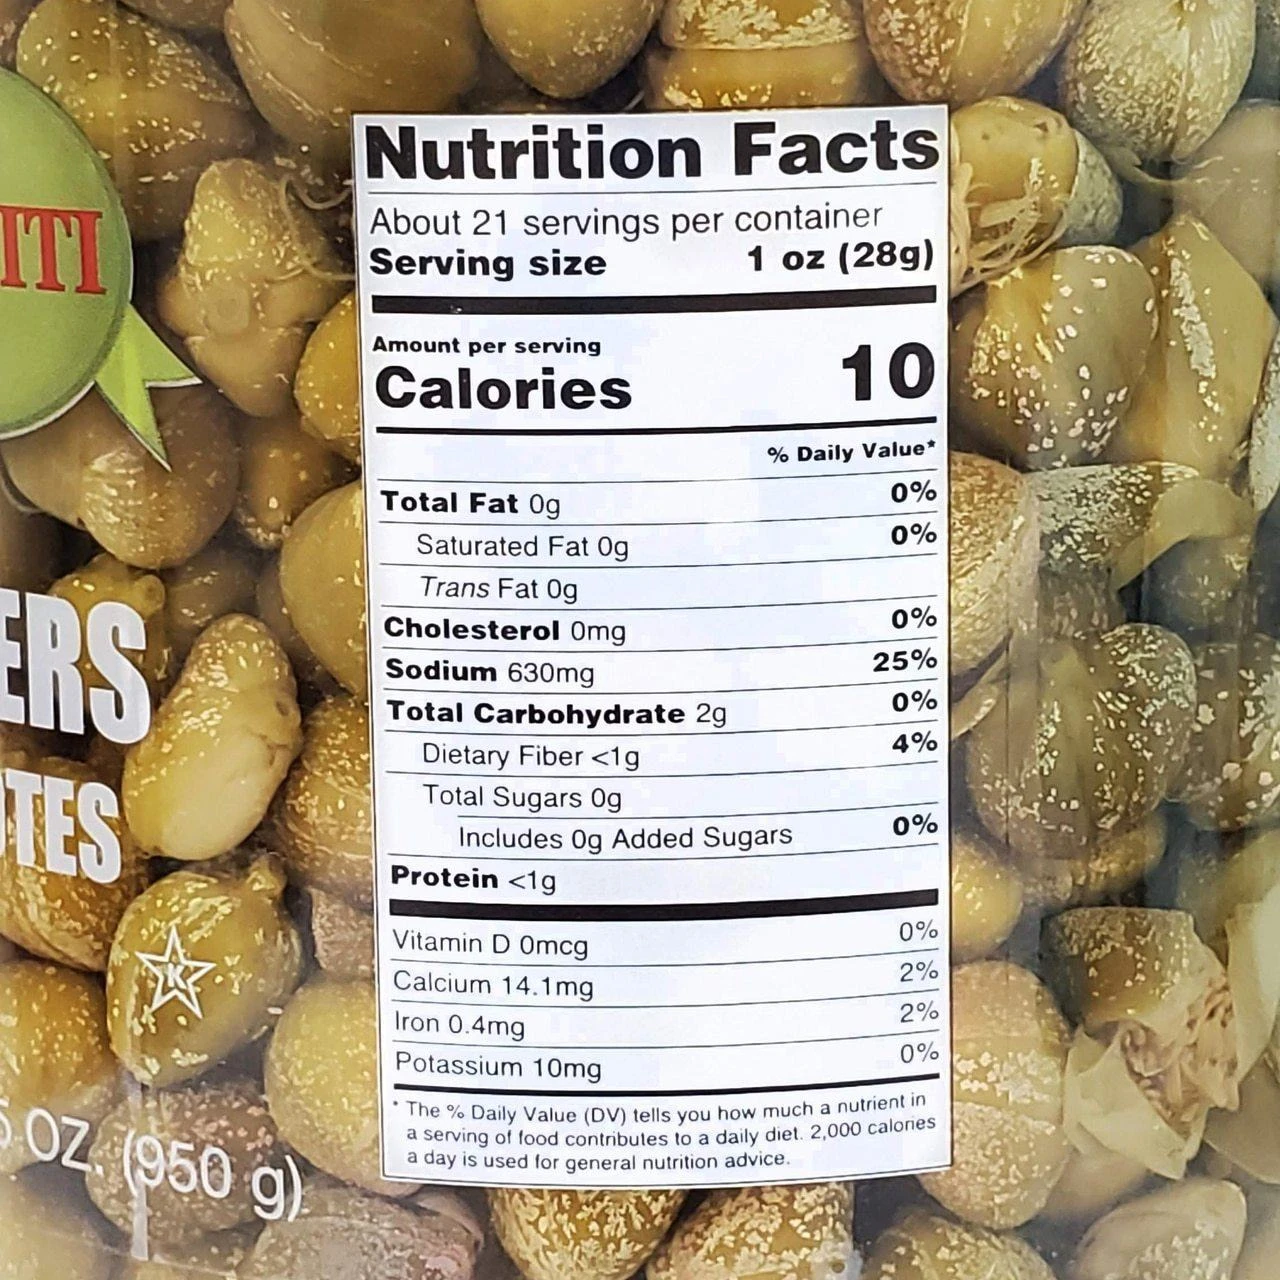 ITI
ERS
TES
K
OZ. (950 g)
Nutrition Facts
About 21 servings per container
Serving size 1 oz (28g)
Amount per serving
Calories 10
% Daily Value*
Total Fat 0g 0%
Saturated Fat 0g 0%
Trans Fat 0g
Cholesterol 0mg 0%
Sodium 630mg 25%
Total Carbohydrate 2g 0%
Dietary Fiber <1g 4%
Total Sugars 0g
Includes 0g Added Sugars 0%
Protein <1g
Vitamin D 0mcg 0%
Calcium 14.1mg 2%
Iron 0.4mg 2%
Potassium 10mg 0%
* The % Daily Value (DV) tells you how much a nutrient in
a serving of food contributes to a daily diet. 2,000 calories
a day is used for general nutrition advice.